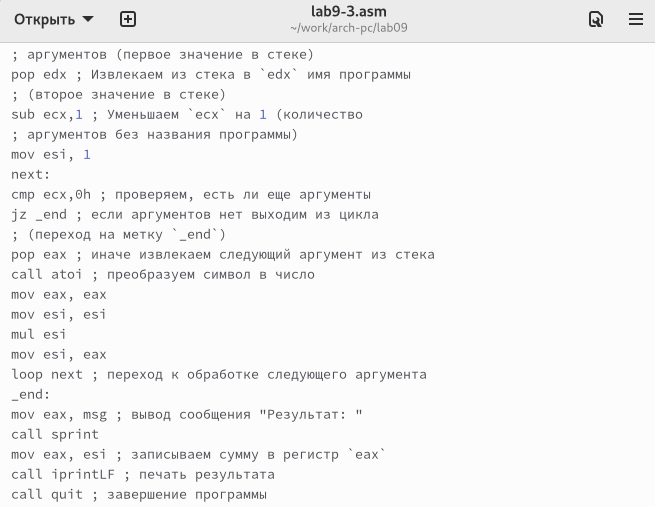 Открыть
lab9-3.asm
~/work/arch-pc/lab09
; аргументов (первое значение в стеке)
pop edx ; Извлекаем из стека в `edx` имя программы
; (второе значение в стеке)
sub ecx,1 ; Уменьшаем `ecx` на 1 (количество
; аргументов без названия программы)
mov esi, 1
next:
cmp ecx,0h ; проверяем, есть ли еще аргументы
jz _end ; если аргументов нет выходим из цикла
; (переход на метку `_end`)
pop eax ; иначе извлекаем следующий аргумент из стека
call atoi ; преобразуем символ в число
mov eax, eax
mov esi, esi
mul esi
mov esi, eax
loop next ; переход к обработке следующего аргумента
_end:
mov eax, msg ; вывод сообщения "Результат: "
call sprint
mov eax, esi ; записываем сумму в регистр `eax`
call iprintLF ; печать результата
call quit ; завершение программы